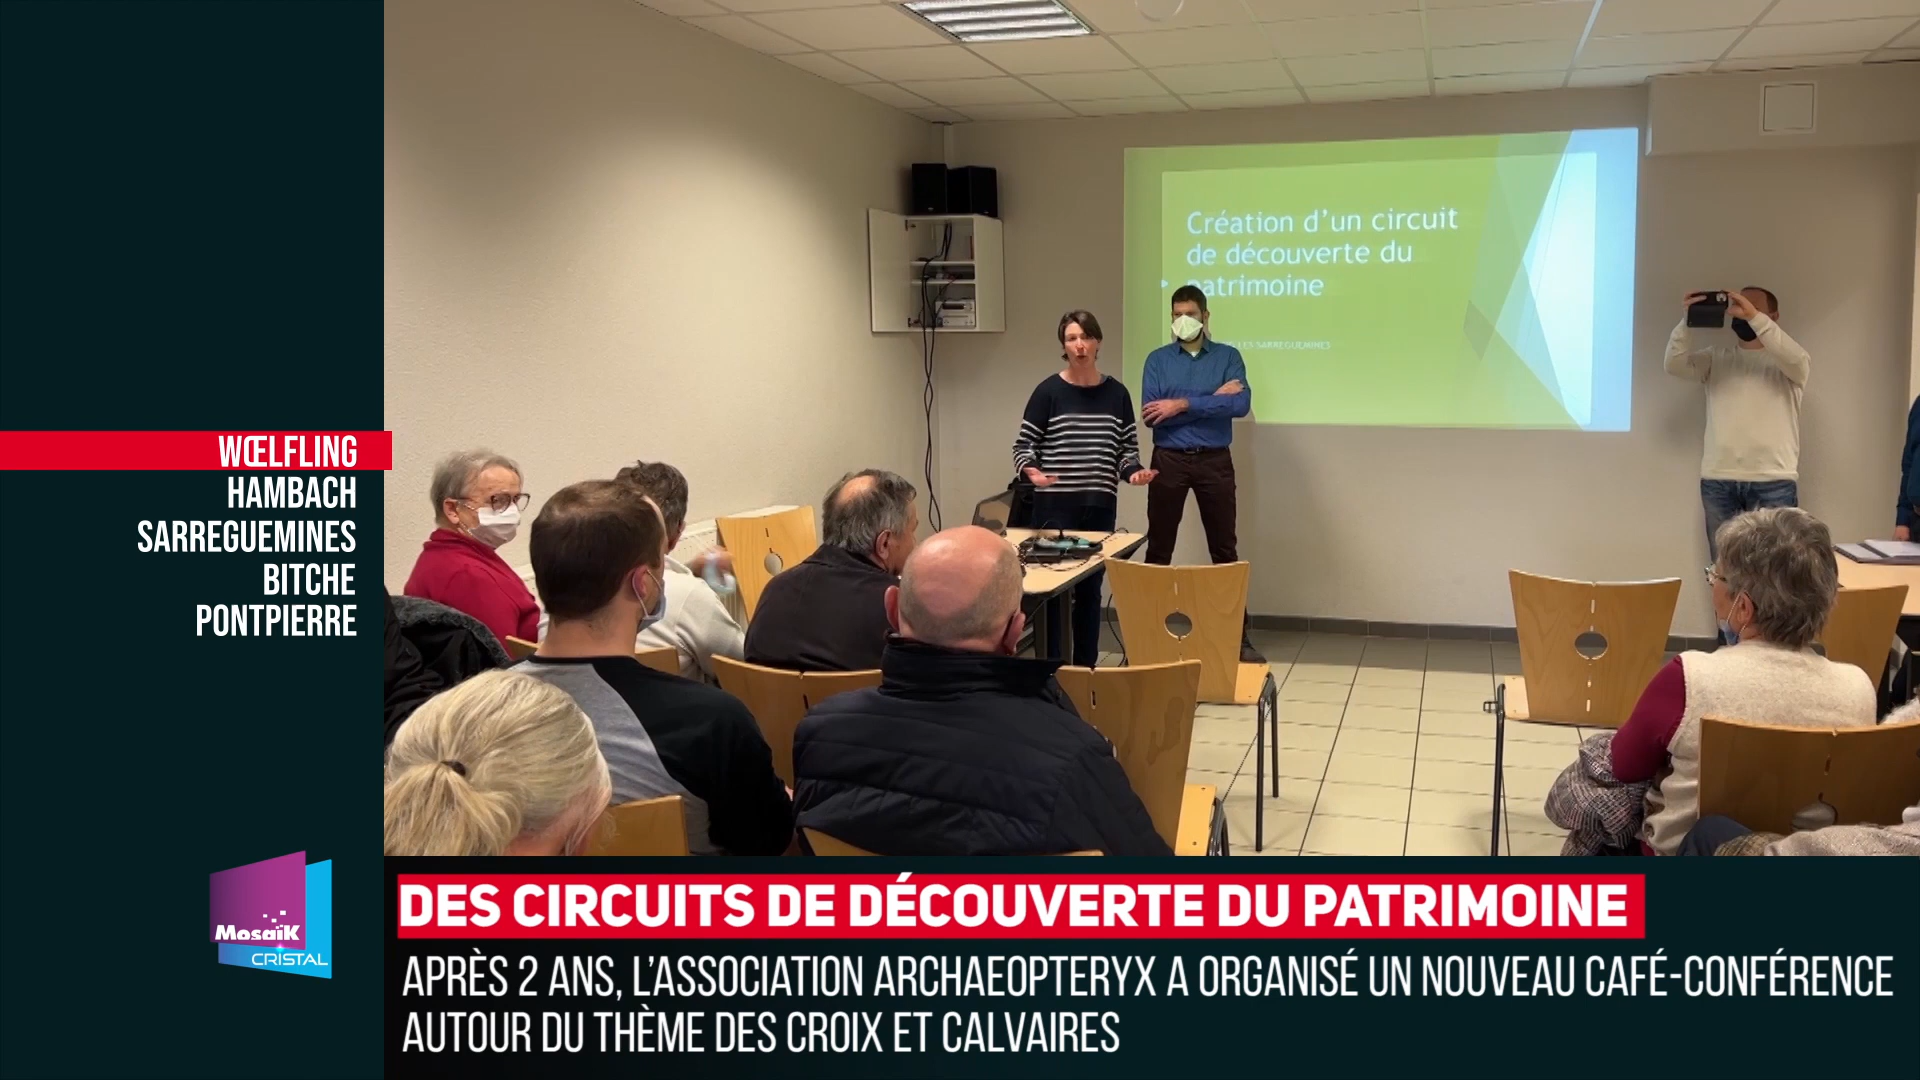 WŒLFLING
HAMBACH
SARREGUEMINES
BITCHE
PONTPIERRE
MosaïK
CRISTAL
Création d'un circuit
de découverte du
patrimoine
SARREGUEMINES
DES CIRCUITS DE DÉCOUVERTE DU PATRIMOINE
APRÈS 2 ANS, L'ASSOCIATION ARCHAEOPTERYX A ORGANISÉ UN NOUVEAU CAFÉ-CONFÉRENCE
AUTOUR DU THÈME DES CROIX ET CALVAIRES